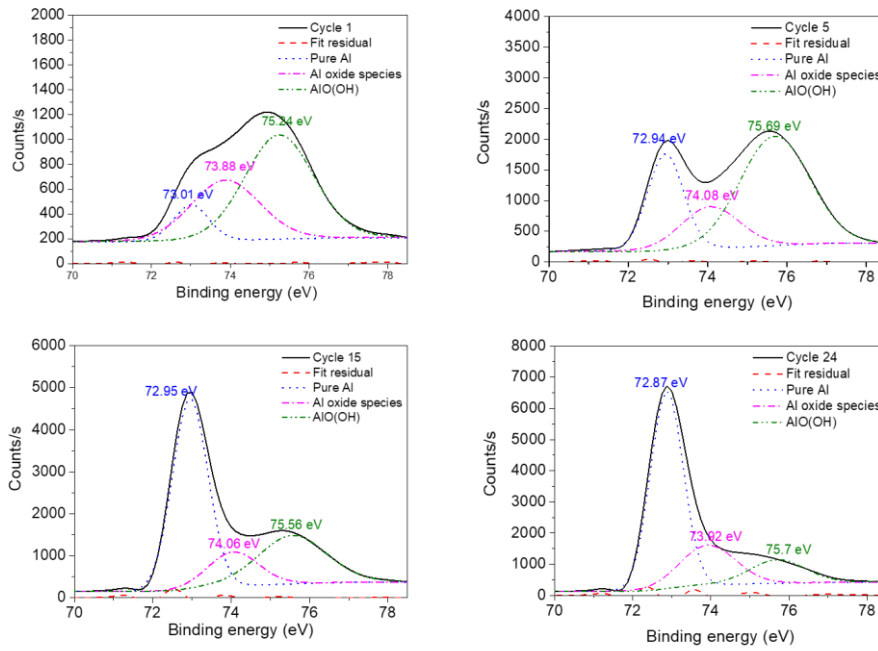 2000
1800
1600
1400
1200
1000
800
600
400
200
0
Counts/s
Cycle 1
Fit residual
Pure Al
Al oxide species
AlO(OH)
75.24 eV
73.88 eV
73.01 eV
70 72 74 76 78
Binding energy (eV)
4000
3500
3000
2500
2000
1500
1000
500
0
Counts/s
Cycle 5
Fit residual
Pure Al
Al oxide species
AlO(OH)
72.94 eV
75.69 eV
74.08 eV
70 72 74 76 78
Binding energy (eV)
6000
5000
4000
3000
2000
1000
0
Counts/s
Cycle 15
Fit residual
Pure Al
Al oxide species
AlO(OH)
72.95 eV
75.56 eV
74.06 eV
70 72 74 76 78
Binding energy (eV)
8000
7000
6000
5000
4000
3000
2000
1000
0
Counts/s
Cycle 24
Fit residual
Pure Al
Al oxide species
AlO(OH)
72.87 eV
73.92 eV
75.7 eV
70 72 74 76 78
Binding energy (eV)